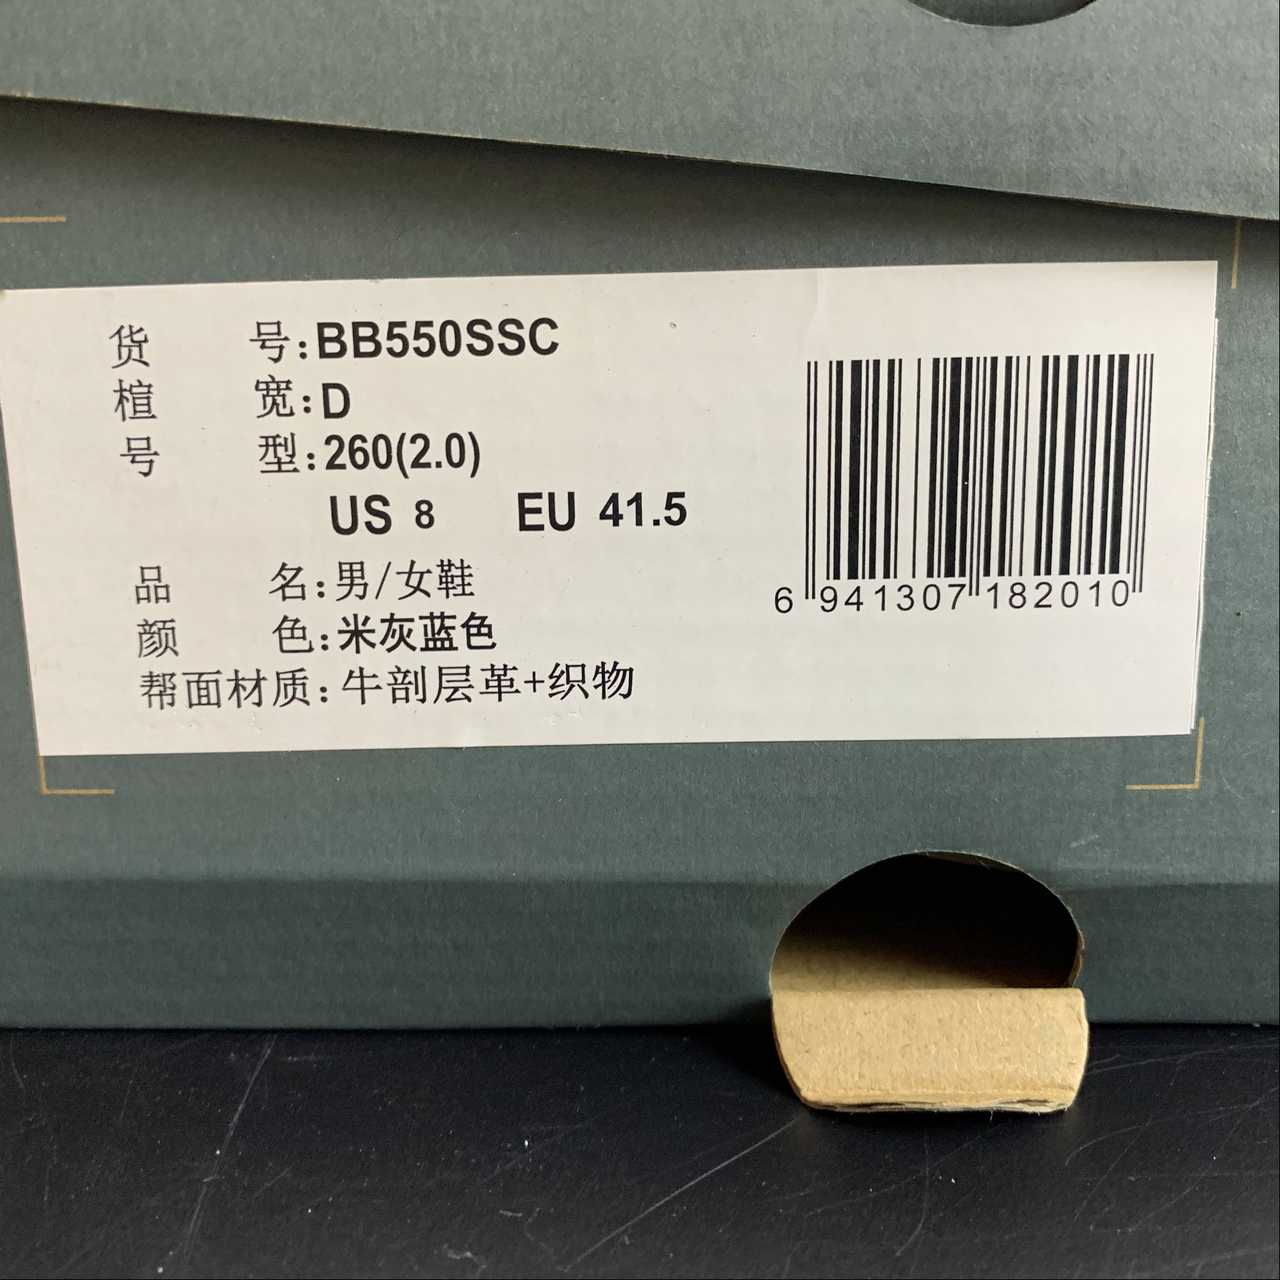 货 号:BB550SSC
楦 宽:D
号 型:260(2.0)
US 8 EU 41.5
品 名:男/女鞋
颜 色:米灰蓝色
帮面材质:牛剖层革+织物
6 941307 182010